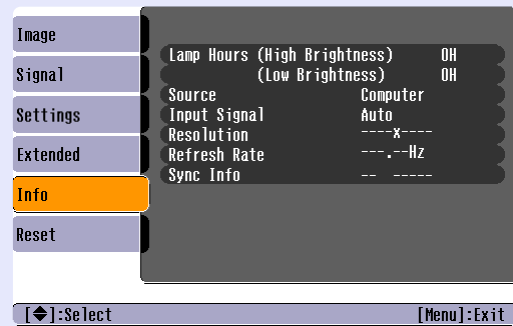 Image
Signal
Settings
Extended
Info
Reset
Lamp Hours (High Brightness) 0H
(Low Brightness) 0H
Source Computer
Input Signal Auto
Resolution ----x----
Refresh Rate ---.--Hz
Sync Info -- -----
[◆]:Select [Menu]:Exit